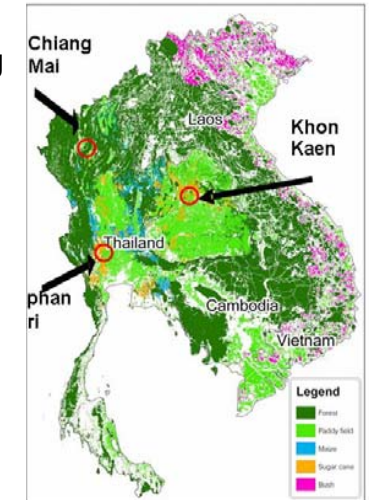 Chiang
Mai
Laos
Khon
Kaen
Thailand
phan
ri
Cambodia
Vietnam
Legend
Forest
Paddy field
Maize
Sugar cane
Bush